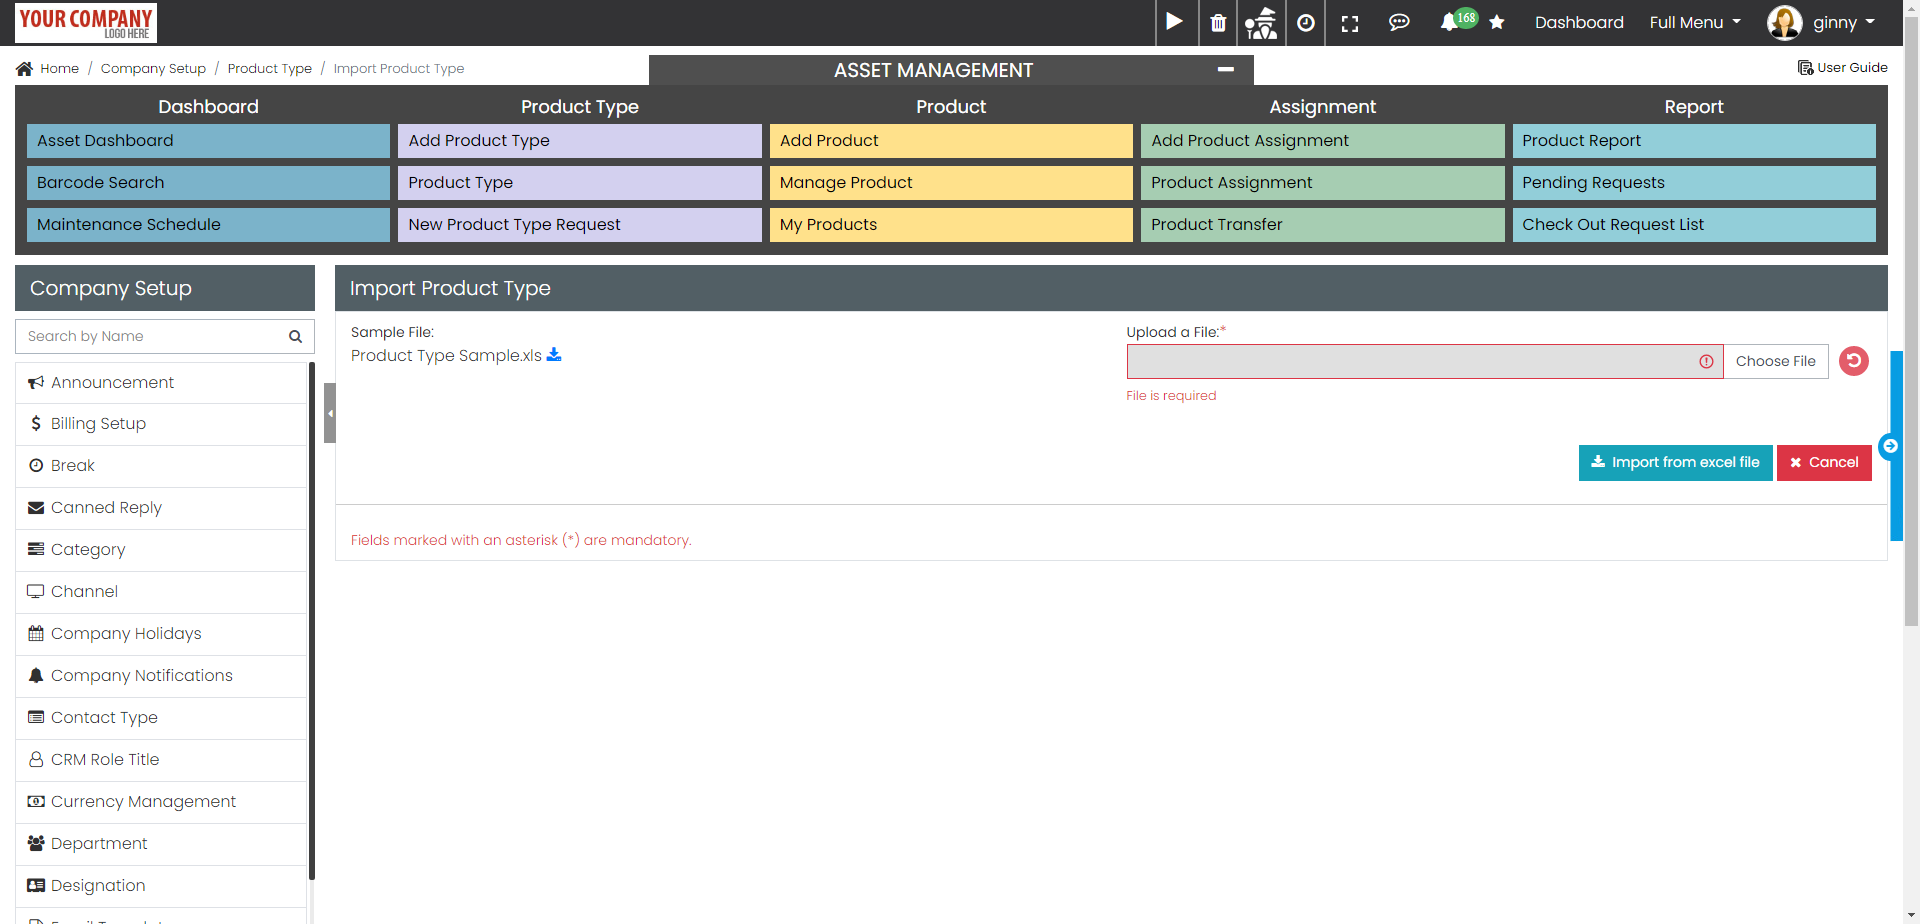 YOUR COMPANY
LOGO HERE
168
Dashboard
Full Menu
ginny
Home / Company Setup / Product Type / Import Product Type
ASSET MANAGEMENT
User Guide
Dashboard
Product Type
Product
Assignment
Report
Asset Dashboard
Add Product Type
Add Product
Add Product Assignment
Product Report
Barcode Search
Product Type
Manage Product
Product Assignment
Pending Requests
Maintenance Schedule
New Product Type Request
My Products
Product Transfer
Check Out Request List
Company Setup
Search by Name
Announcement
Billing Setup
Break
Canned Reply
Category
Channel
Company Holidays
Company Notifications
Contact Type
CRM Role Title
Currency Management
Department
Designation
Import Product Type
Sample File:
Product Type Sample.xls
Upload a File:*
Choose File
File is required
Import from excel file
Cancel
Fields marked with an asterisk (*) are mandatory.